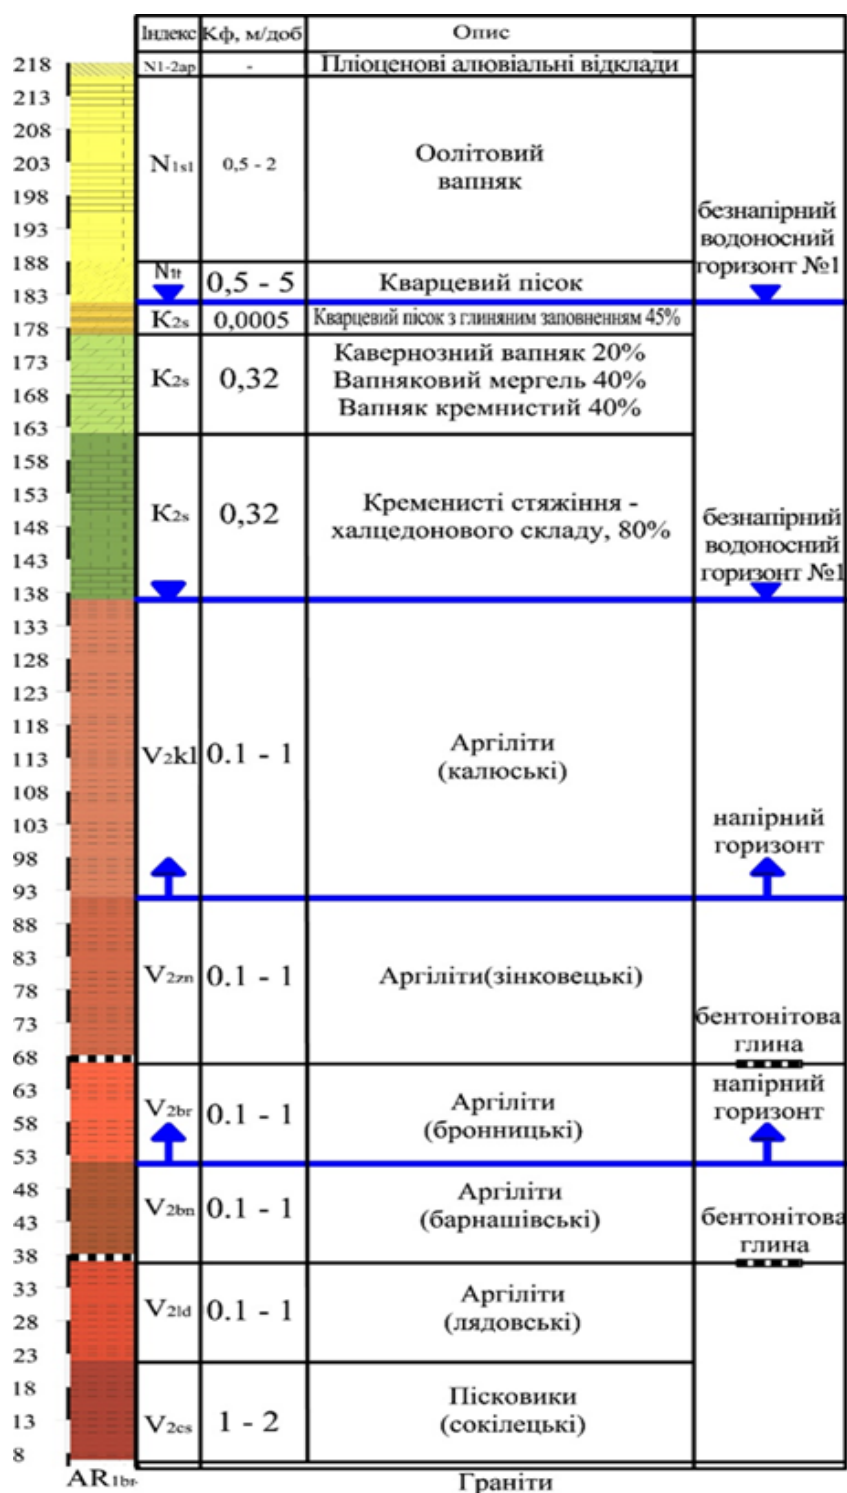 Індекс Кф, м/доб Опис
218 N1-2ap - Пліоценові алювіальні відклади
213
208
203 N1s1 0,5 - 2 Оолітовий
вапняк
198
193 безнапірний
водоносний
188 горизонт №1
N1t 0,5 - 5 Кварцевий пісок
183
178 K2s 0,0005 Кварцевий пісок з глиняним заповненням 45%
173 Кавернозний вапняк 20%
168 K2s 0,32 Вапняковий мергель 40%
163 Вапняк кремнистий 40%
158
153 K2s 0,32 Кременисті стяжіння -
148 халцедонового складу, 80% безнапірний
143 водоносний
138 горизонт №1
133
128
123
118
113 V2kl 0.1 - 1 Аргіліти
(калюські)
108
103 напірний
98 горизонт
93
88
83
78 V2zn 0.1 - 1 Аргіліти(зінковецькі)
73 бентонітова
68 глина
63 напірний
58 V2br 0.1 - 1 Аргіліти горизонт
53 (бронницькі)
48 Аргіліти
43 V2bn 0.1 - 1 (барнашівські) бентонітова
38 глина
33 Аргіліти
28 V2ld 0.1 - 1 (лядовські)
23
18 Пісковики
13 V2cs 1 - 2 (сокілецькі)
8
AR1br Граніти